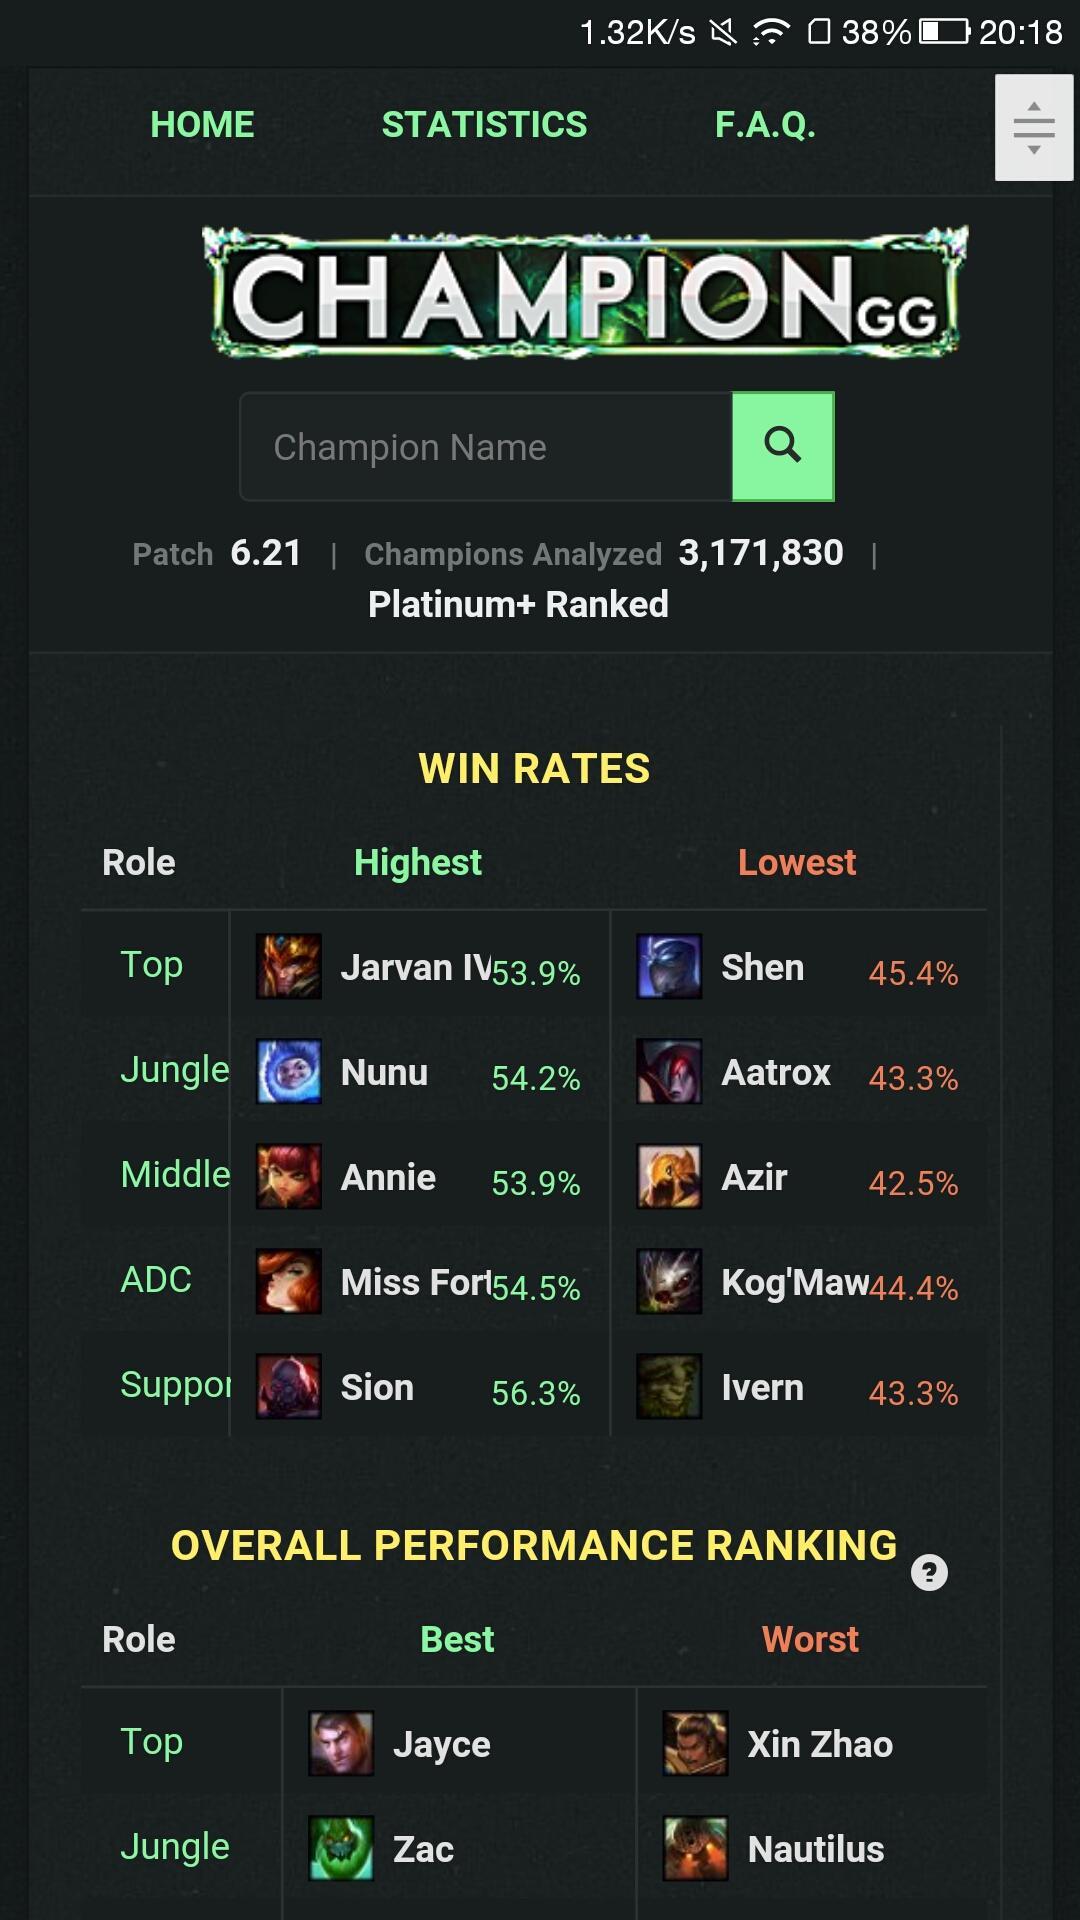 1.32K/s 38% 20:18
HOME STATISTICS F.A.Q.
CHAMPIONGG
Champion Name
Patch 6.21 | Champions Analyzed 3,171,830 |
Platinum+ Ranked
WIN RATES
Role Highest Lowest
Top Jarvan IV 53.9% Shen 45.4%
Jungle Nunu 54.2% Aatrox 43.3%
Middle Annie 53.9% Azir 42.5%
ADC Miss Fort 54.5% Kog'Maw 44.4%
Suppor Sion 56.3% Ivern 43.3%
OVERALL PERFORMANCE RANKING ?
Role Best Worst
Top Jayce Xin Zhao
Jungle Zac Nautilus